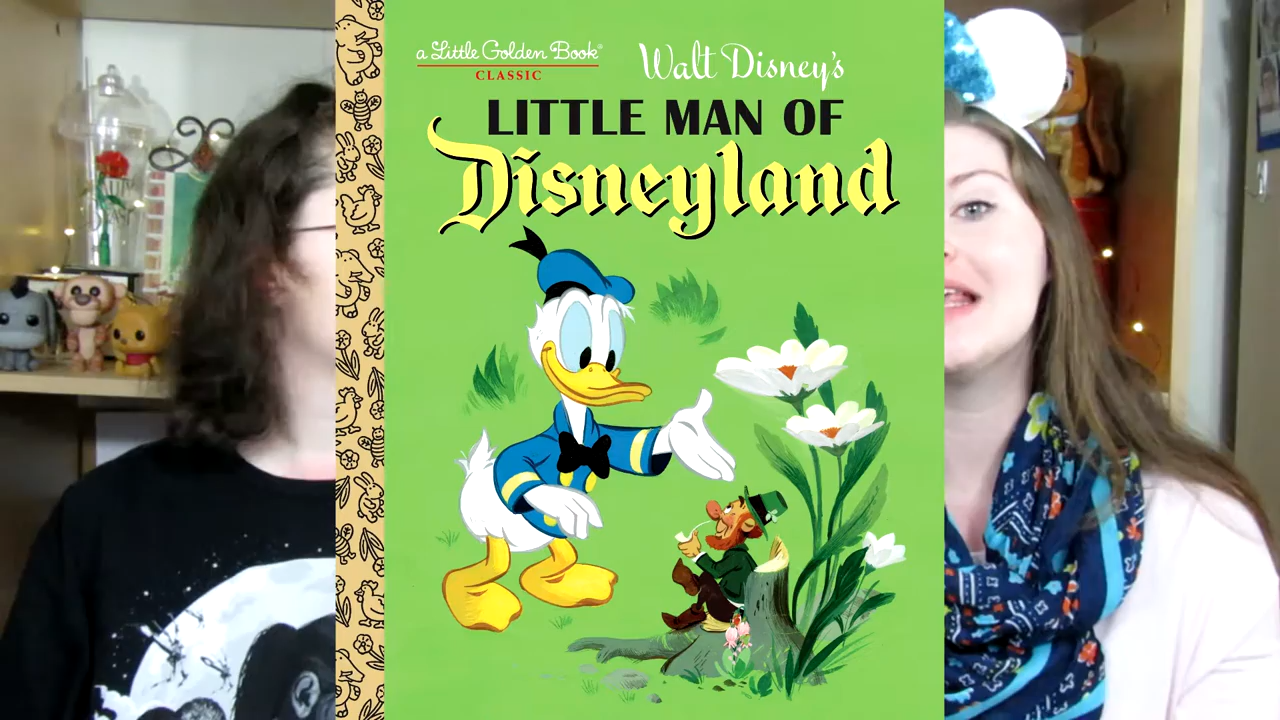 a Little Golden Book®
CLASSIC
Walt Disney's
LITTLE MAN OF
Disneyland